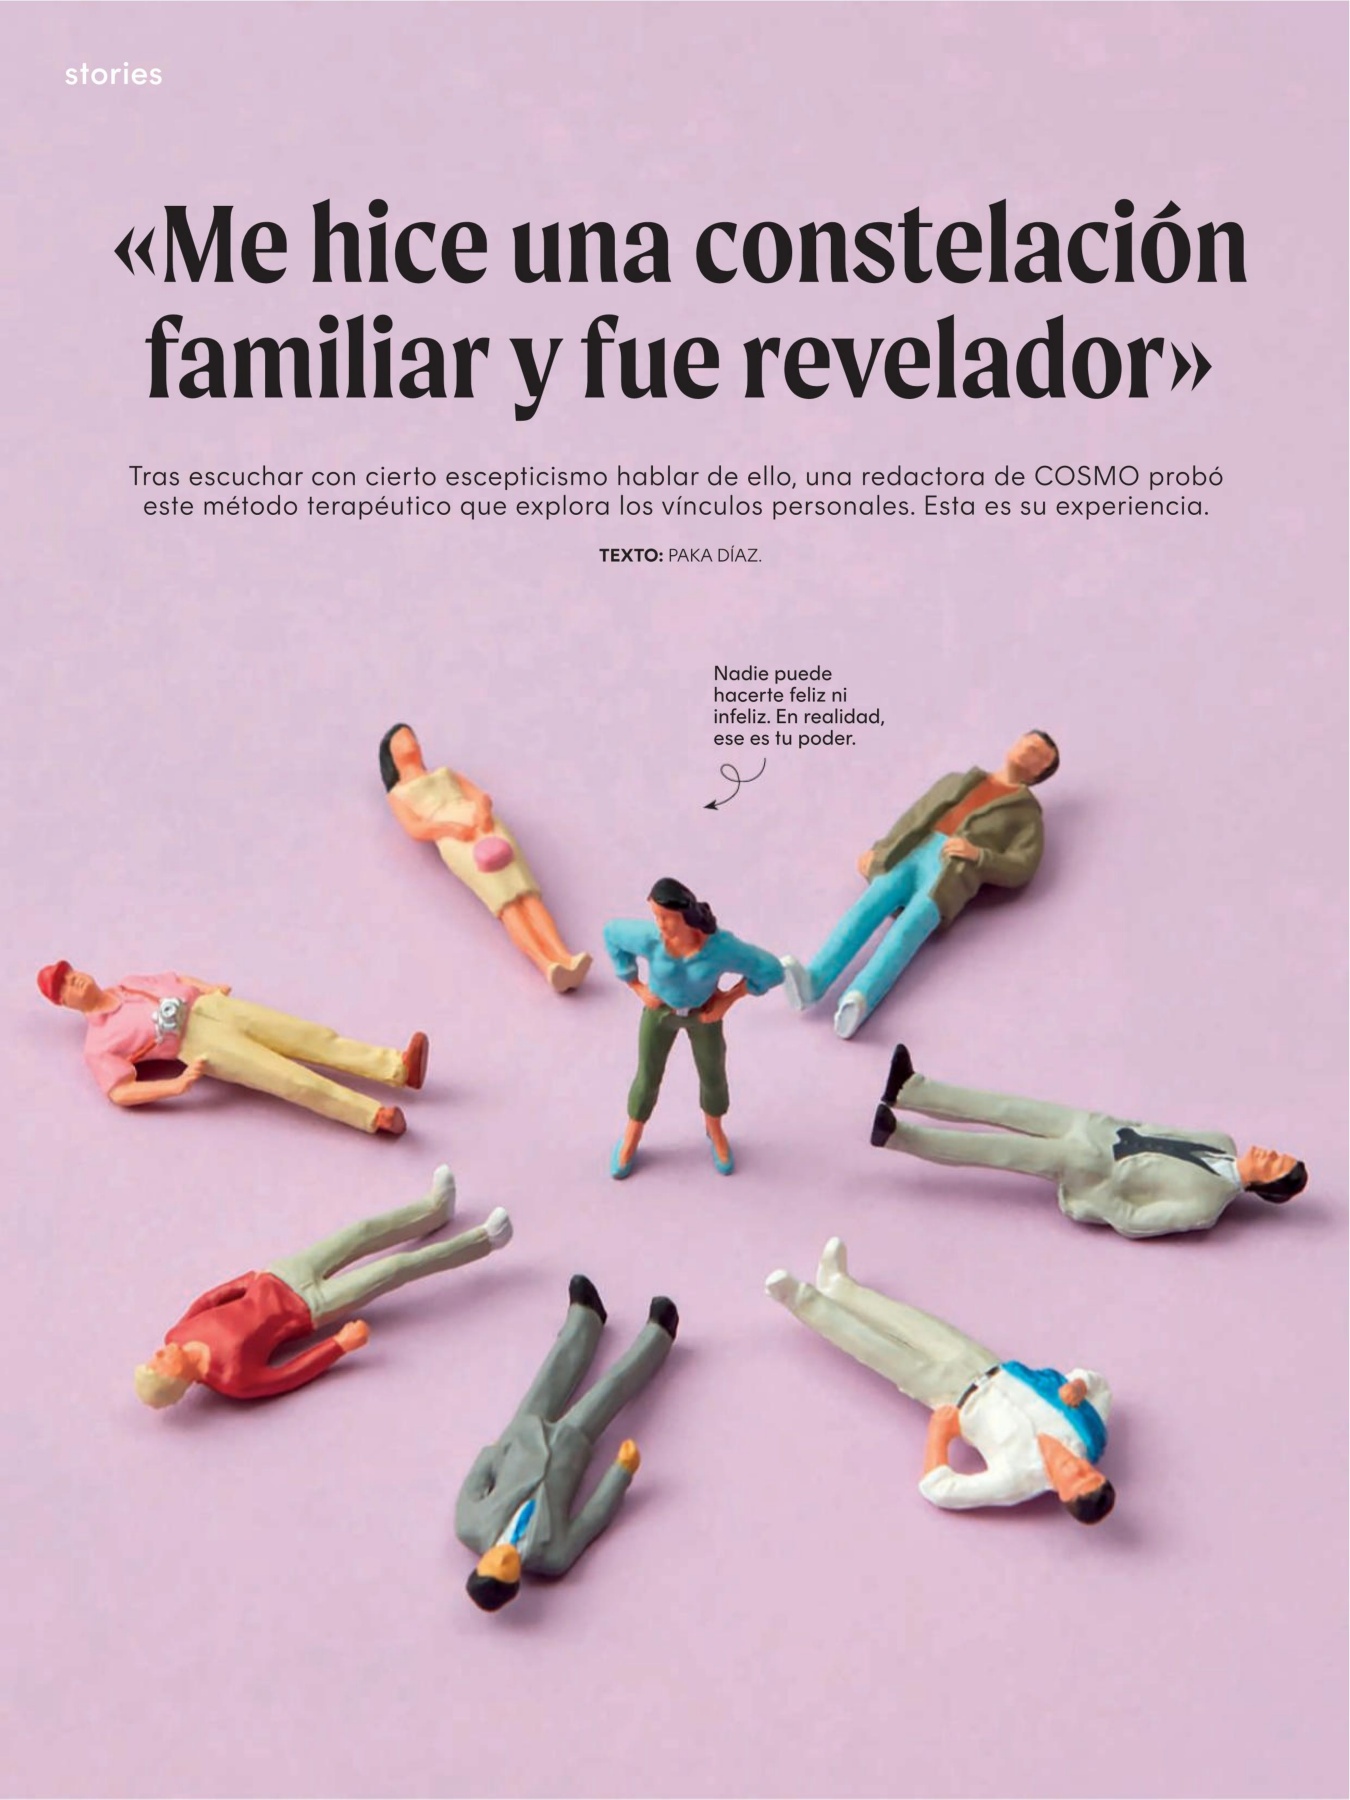 stories
«Me hice una constelación
familiar y fue revelador»
Tras escuchar con cierto escepticismo hablar de ello, una redactora de COSMO probó
este método terapéutico que explora los vínculos personales. Esta es su experiencia.
TEXTO: PAKA DÍAZ.
Nadie puede
hacerte feliz ni
infeliz. En realidad,
ese es tu poder.